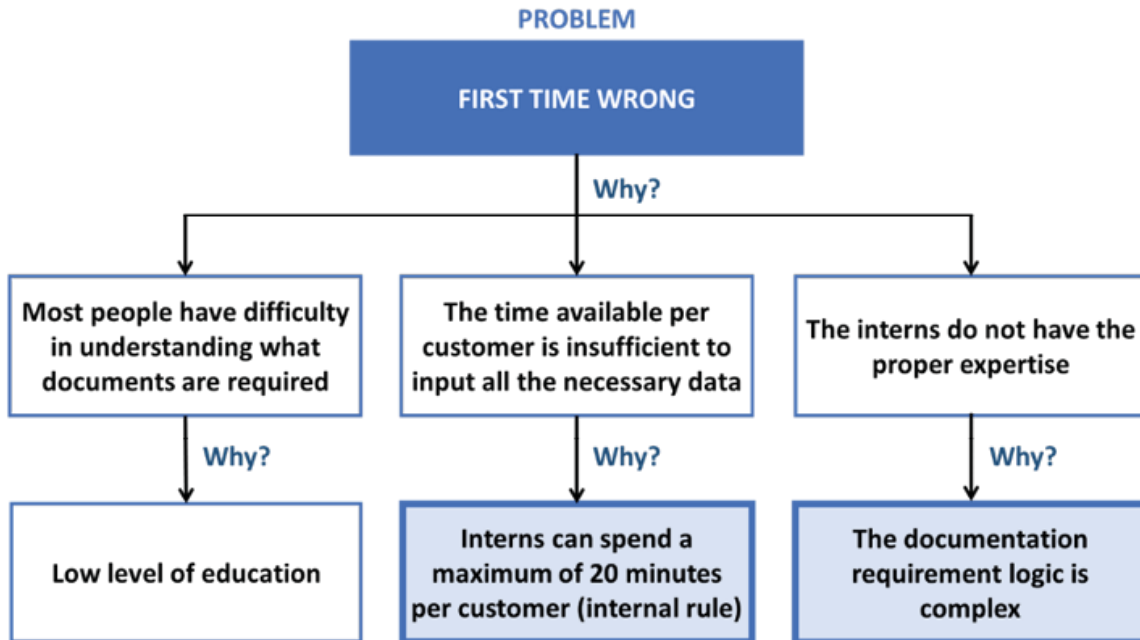 PROBLEM
FIRST TIME WRONG
Why?
Most people have difficulty
in understanding what
documents are required
The time available per
customer is insufficient to
input all the necessary data
The interns do not have the
proper expertise
Why?
Why?
Why?
Low level of education
Interns can spend a
maximum of 20 minutes
per customer (internal rule)
The documentation
requirement logic is
complex